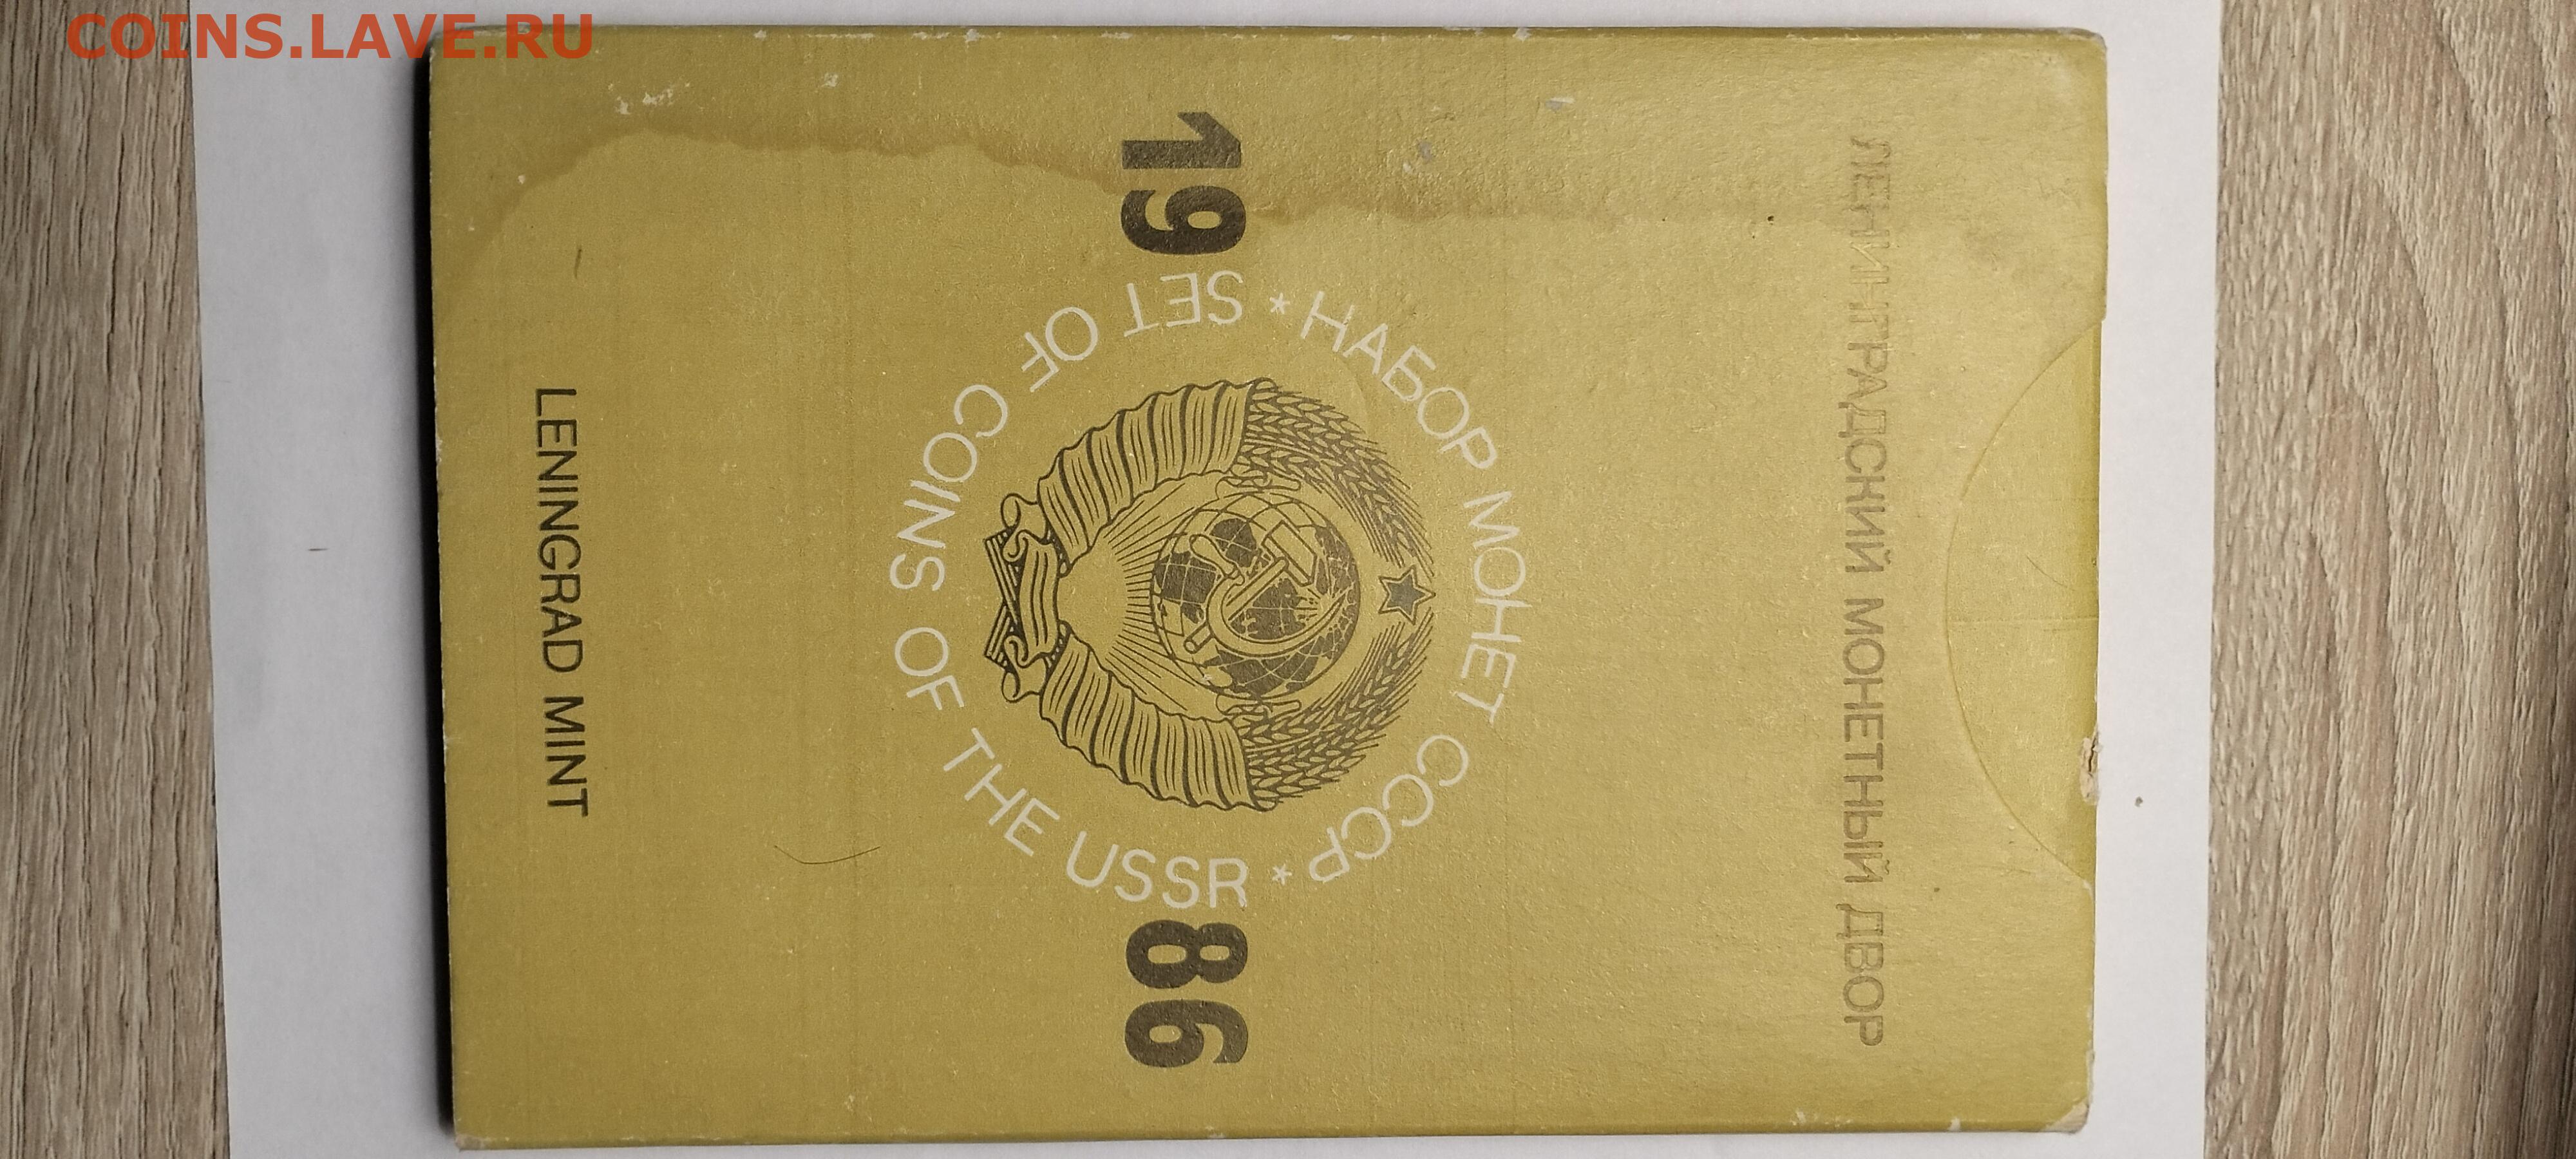 COINS.LAVE.RU
ЛЕНИНГРАДСКИЙ МОНЕТНЫЙ ДВОР
* НАБОР МОНЕТ СССР *
19 86
SET OF COINS OF THE USSR
LENINGRAD MINT